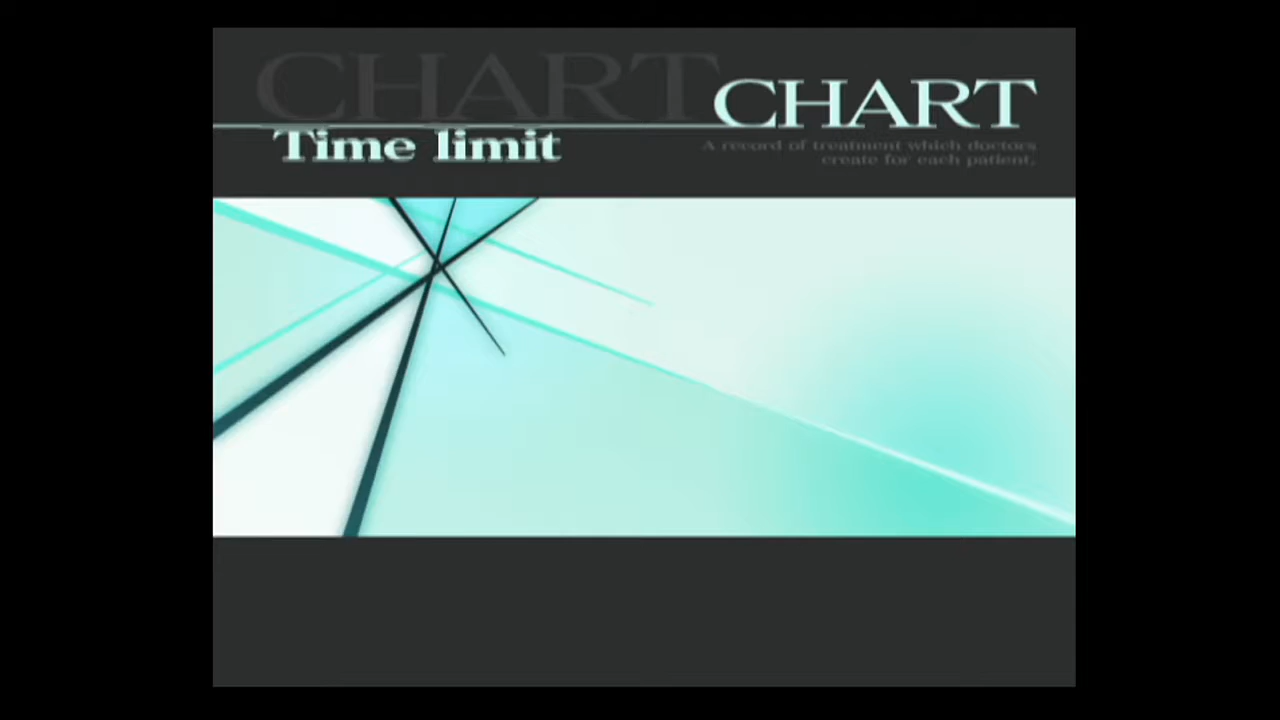 CHART
CHART
Time limit
A record of treatment which doctors
create for each patient.